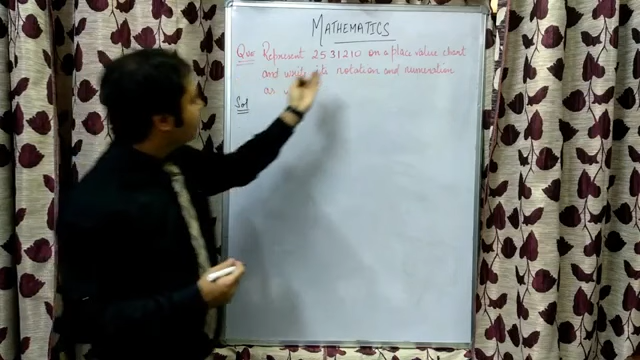 MATHEMATICS
Que Represent 2531210 on a place value chart
and write its notation and numeration
as
Sol